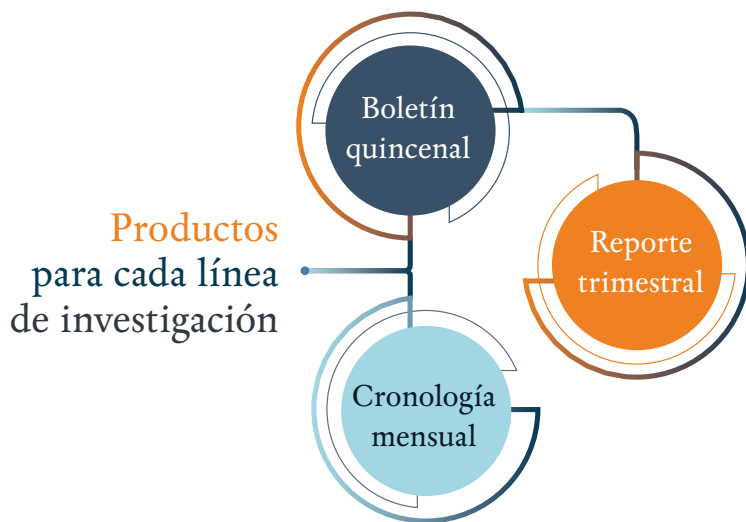 Productos
para cada línea
de investigación
Boletín
quincenal
Reporte
trimestral
Cronología
mensual